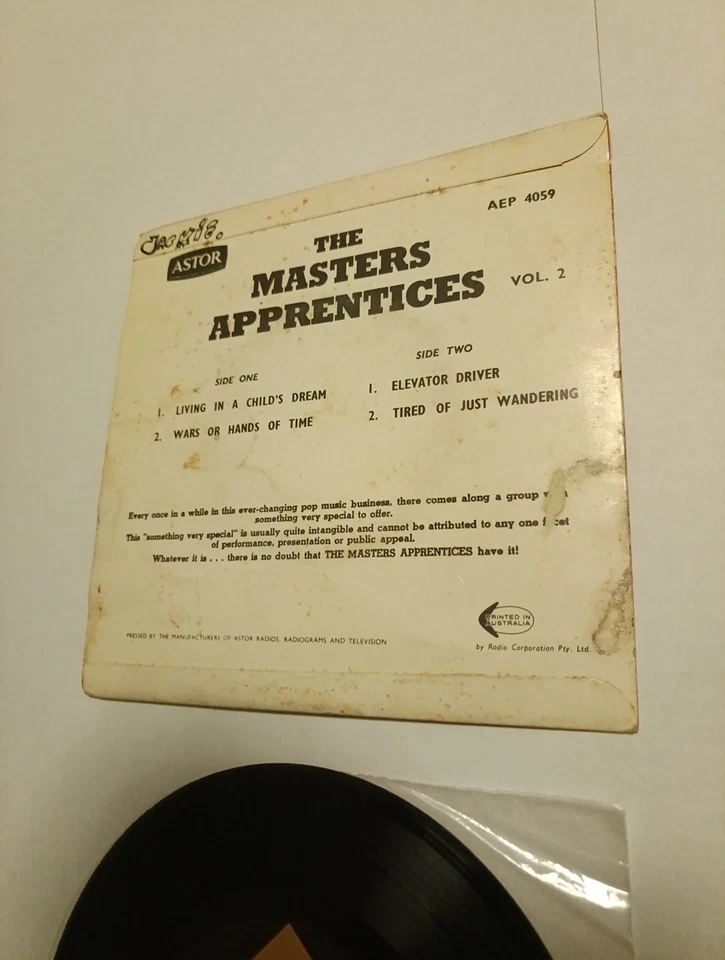 AEP 4059
ASTOR
THE
MASTERS
APPRENTICES
VOL. 2
SIDE ONE
1. LIVING IN A CHILD'S DREAM
2. WARS OR HANDS OF TIME
SIDE TWO
1. ELEVATOR DRIVER
2. TIRED OF JUST WANDERING
Every once in a while in this ever-changing pop music business, there comes along a group
something very special to offer.
This "something very special" is usually quite intangible and cannot be attributed to any one
of performance, presentation or public appeal.
Whatever it is . . . there is no doubt that THE MASTERS APPRENTICES have it!
PRINTED IN
AUSTRALIA
by Radio Corporation Pty. Ltd.
PRESSED BY THE MANUFACTURERS OF ASTOR RADIOS, RADIOGRAMS AND TELEVISION